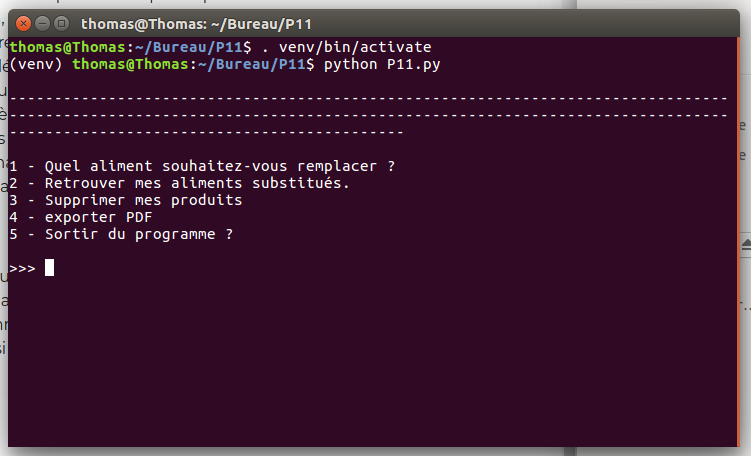 thomas@Thomas: ~/Bureau/P11
thomas@Thomas:~/Bureau/P11$ . venv/bin/activate
(venv) thomas@Thomas:~/Bureau/P11$ python P11.py
--------------------------------------------------------------------------------
--------------------------------------------------------------------------------
--------------------------------------------
1 - Quel aliment souhaitez-vous remplacer ?
2 - Retrouver mes aliments substitués.
3 - Supprimer mes produits
4 - exporter PDF
5 - Sortir du programme ?
>>>